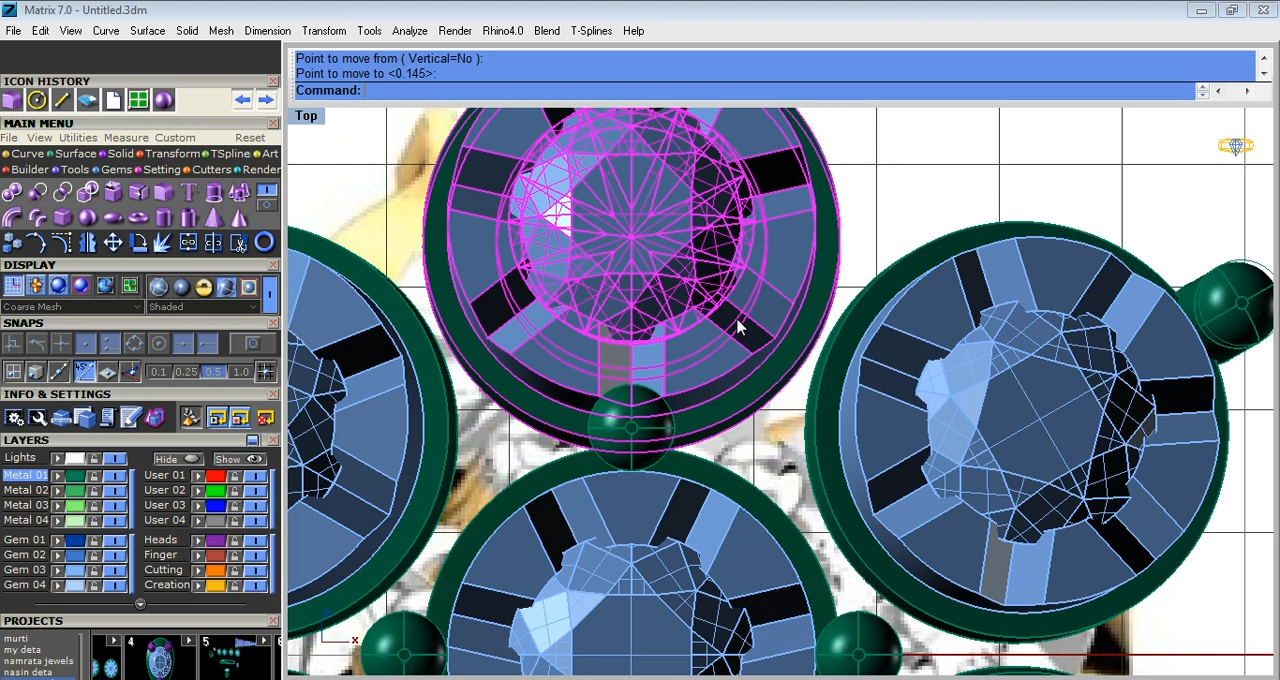 Matrix 7.0 - Untitled.3dm
File Edit View Curve Surface Solid Mesh Dimension Transform Tools Analyze Render Rhino4.0 Blend T-Splines Help
ICON HISTORY
MAIN MENU
File View Utilities Measure Custom Reset
Curve Surface Solid Transform TSpline Art
Builder Tools Gems Setting Cutters Render
DISPLAY
Coarse Mesh Shaded
SNAPS
45° 0.1 0.25 0.5 1.0
INFO & SETTINGS
LAYERS
Lights Hide Show
Metal 01 User 01
Metal 02 User 02
Metal 03 User 03
Metal 04 User 04
Gem 01 Heads
Gem 02 Finger
Gem 03 Cutting
Gem 04 Creation
PROJECTS
murti
my deta
namrata jewels
nasin deta
4 5
Point to move from ( Vertical=No ):
Point to move to <0.145>:
Command:
Top
x